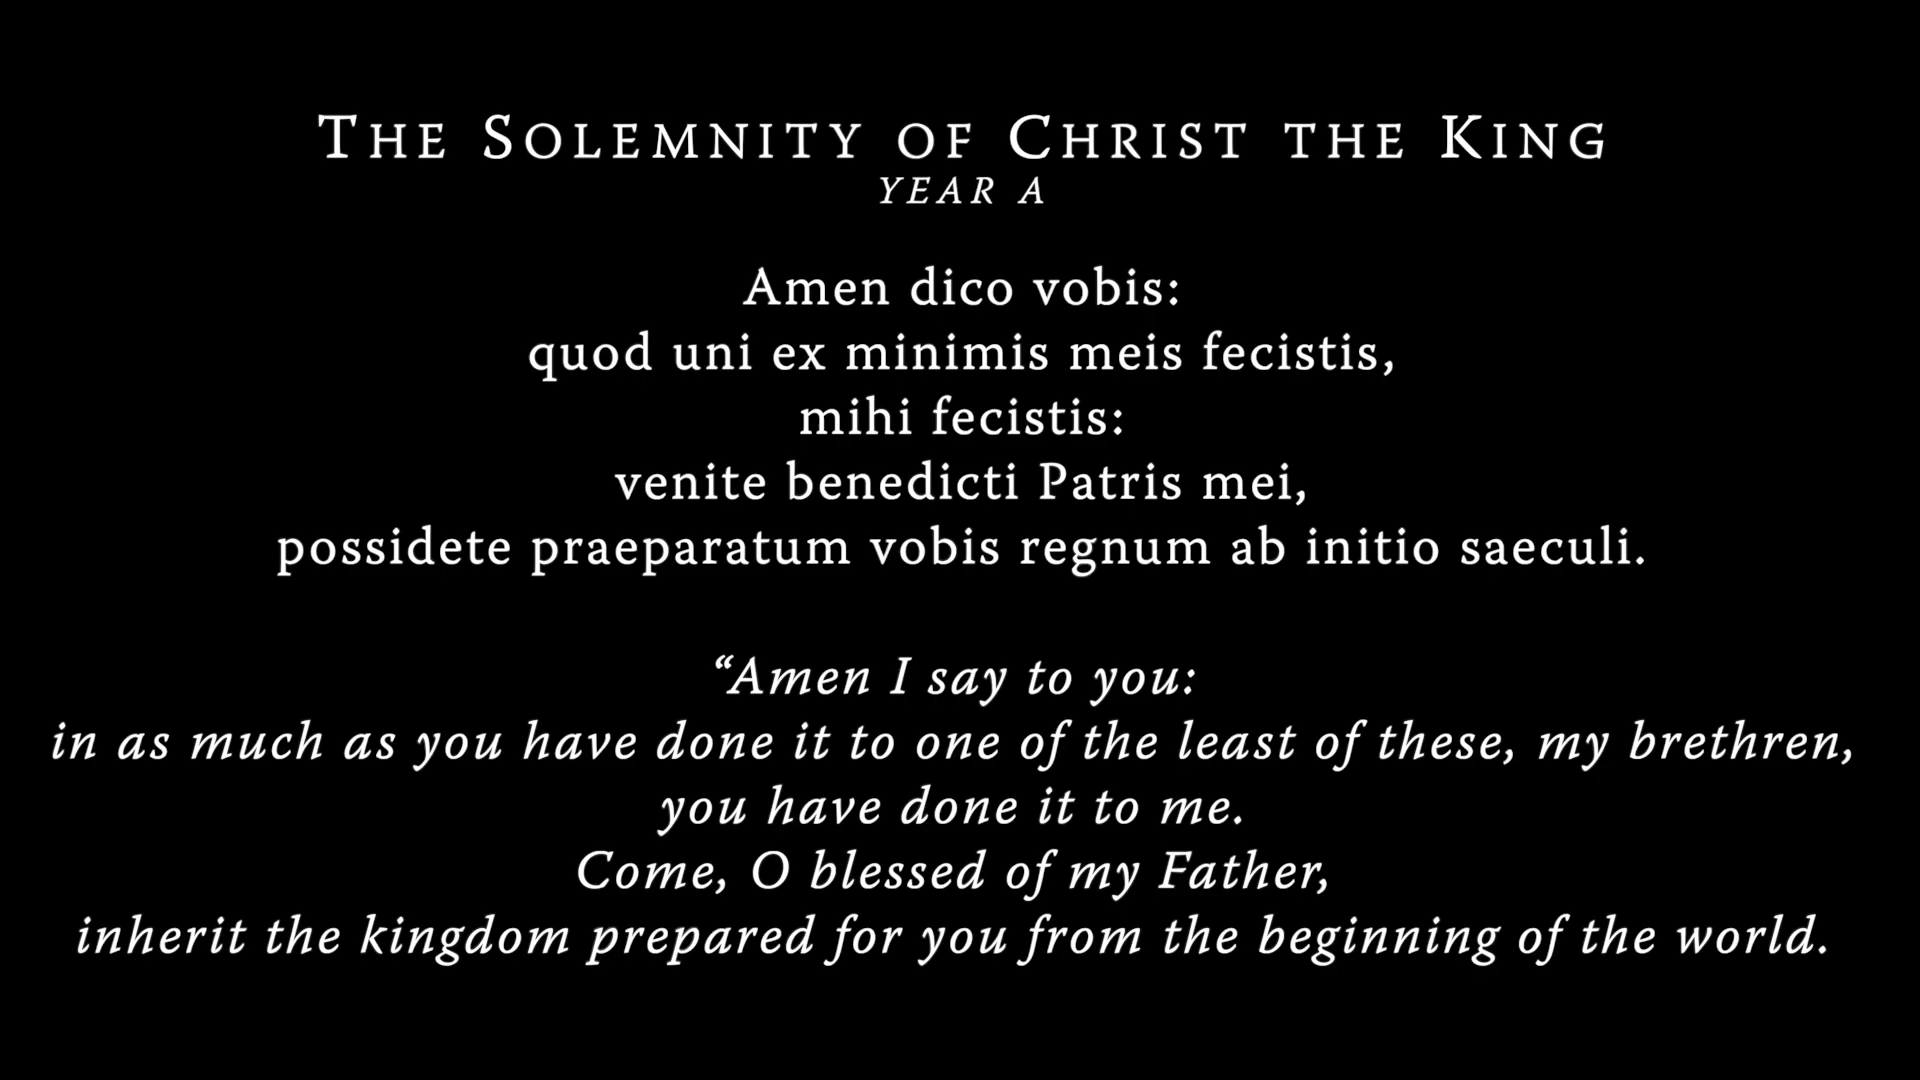 The Solemnity of Christ the King
YEAR A
Amen dico vobis:
quod uni ex minimis meis fecistis,
mihi fecistis:
venite benedicti Patris mei,
possidete praeparatum vobis regnum ab initio saeculi.
“Amen I say to you:
in as much as you have done it to one of the least of these, my brethren,
you have done it to me.
Come, O blessed of my Father,
inherit the kingdom prepared for you from the beginning of the world.